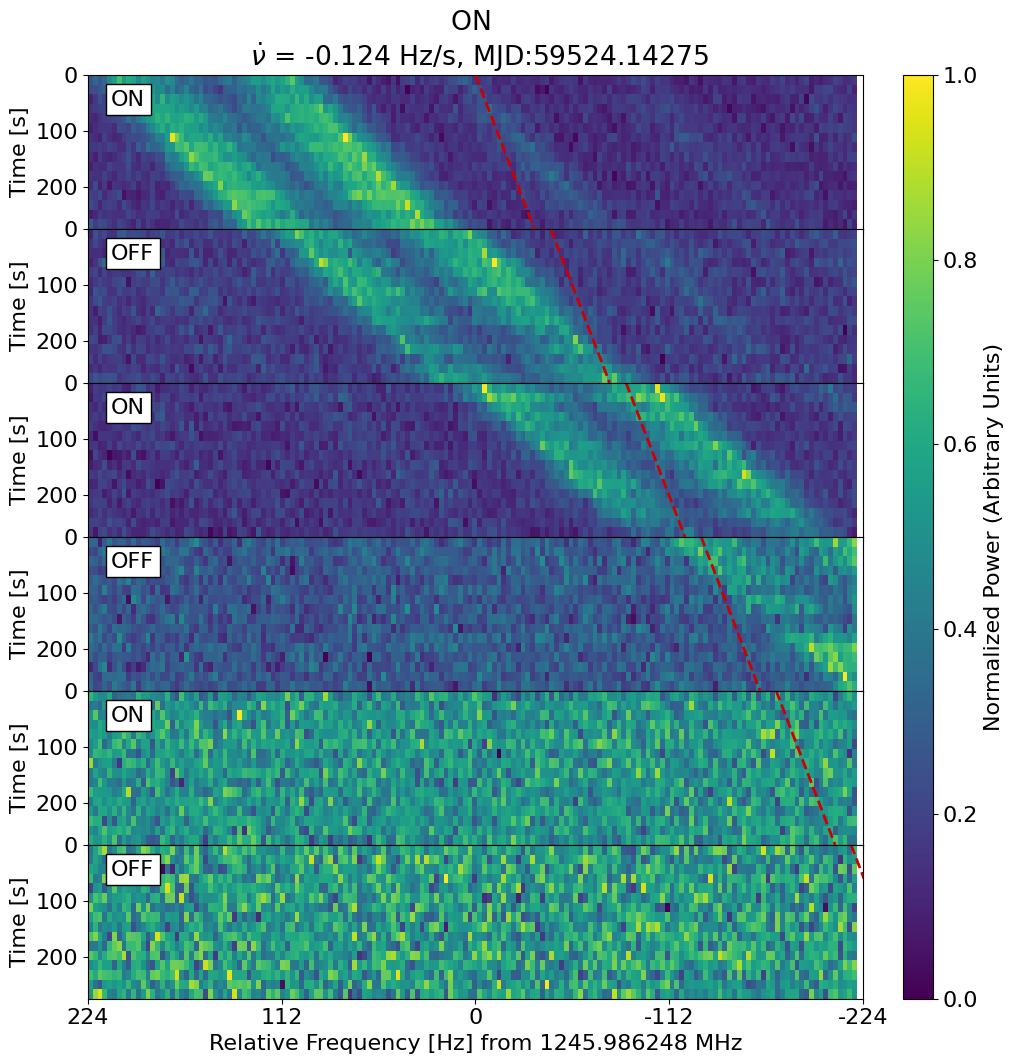 ON
ν̇ = -0.124 Hz/s, MJD:59524.14275
0
ON
100
200
Time [s]
0
OFF
100
200
Time [s]
0
ON
100
200
Time [s]
0
OFF
100
200
Time [s]
0
ON
100
200
Time [s]
0
OFF
100
200
Time [s]
224 112 0 -112 -224
Relative Frequency [Hz] from 1245.986248 MHz
1.0
0.8
0.6
0.4
0.2
0.0
Normalized Power (Arbitrary Units)